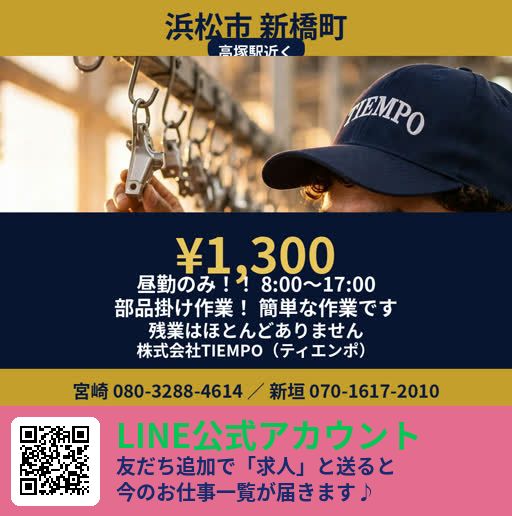 浜松市 新橋町
高塚駅近く
TIEMPO
¥1,300
昼勤のみ！！ 8:00～17:00
部品掛け作業！ 簡単な作業です
残業はほとんどありません
株式会社TIEMPO（ティエンポ）
宮崎 080-3288-4614 ／ 新垣 070-1617-2010
LINE公式アカウント
友だち追加で「求人」と送ると
今のお仕事一覧が届きます♪